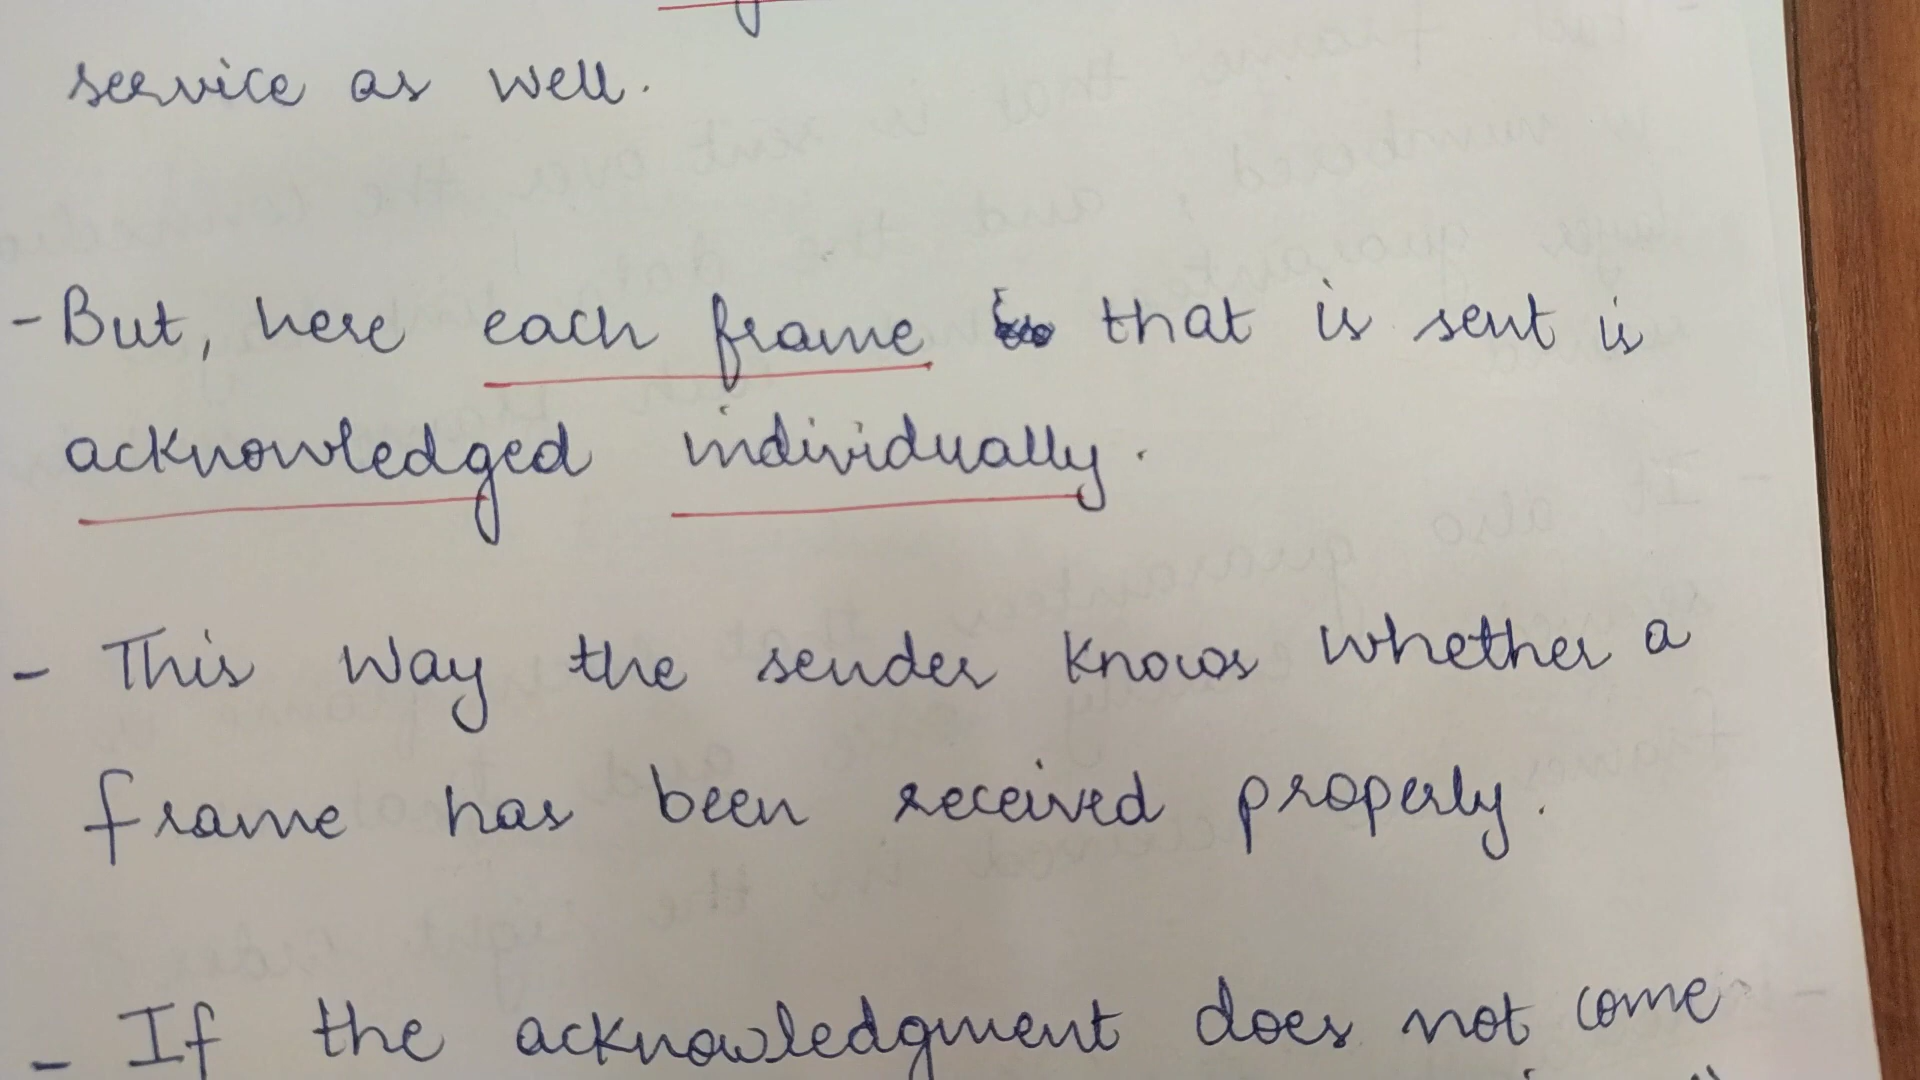 service as well.
- But, here each frame that is sent is
acknowledged individually.
- This way the sender knows whether a
frame has been received properly.
- If the acknowledgment does not come